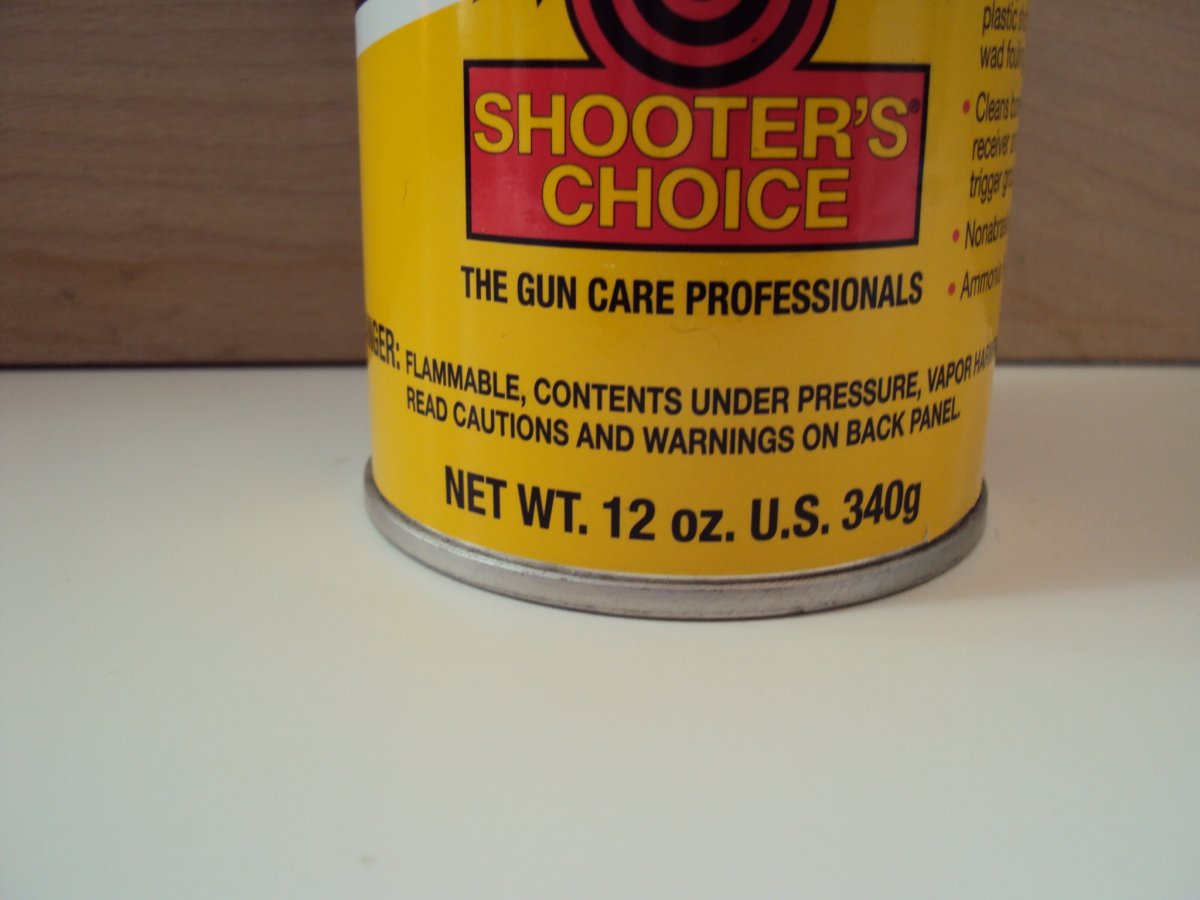 SHOOTER'S®
CHOICE
THE GUN CARE PROFESSIONALS
FLAMMABLE, CONTENTS UNDER PRESSURE, VAPOR
READ CAUTIONS AND WARNINGS ON BACK PANEL.
NET WT. 12 oz. U.S. 340g
plastic
wad
• Cleans
receiver
trigger
•
•